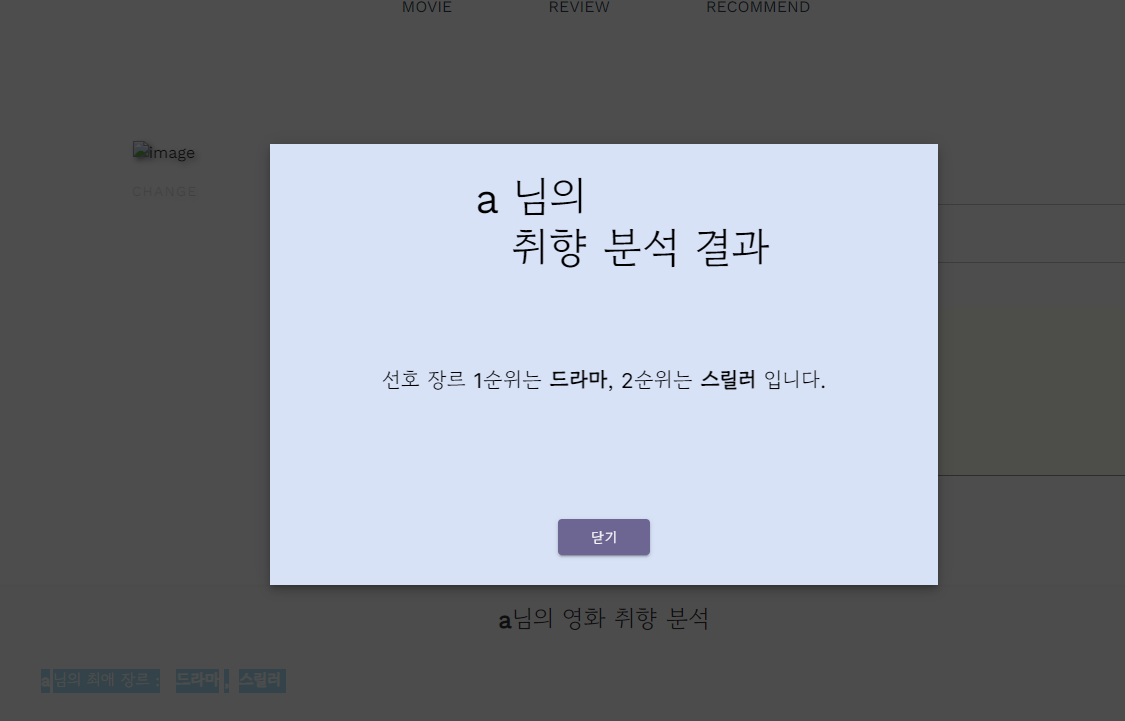 MOVIE REVIEW RECOMMEND
image
CHANGE
a 님의
취향 분석 결과
선호 장르 1순위는 드라마, 2순위는 스릴러 입니다.
닫기
a님의 영화 취향 분석
a 님의 최애 장르 : 드라마 , 스릴러